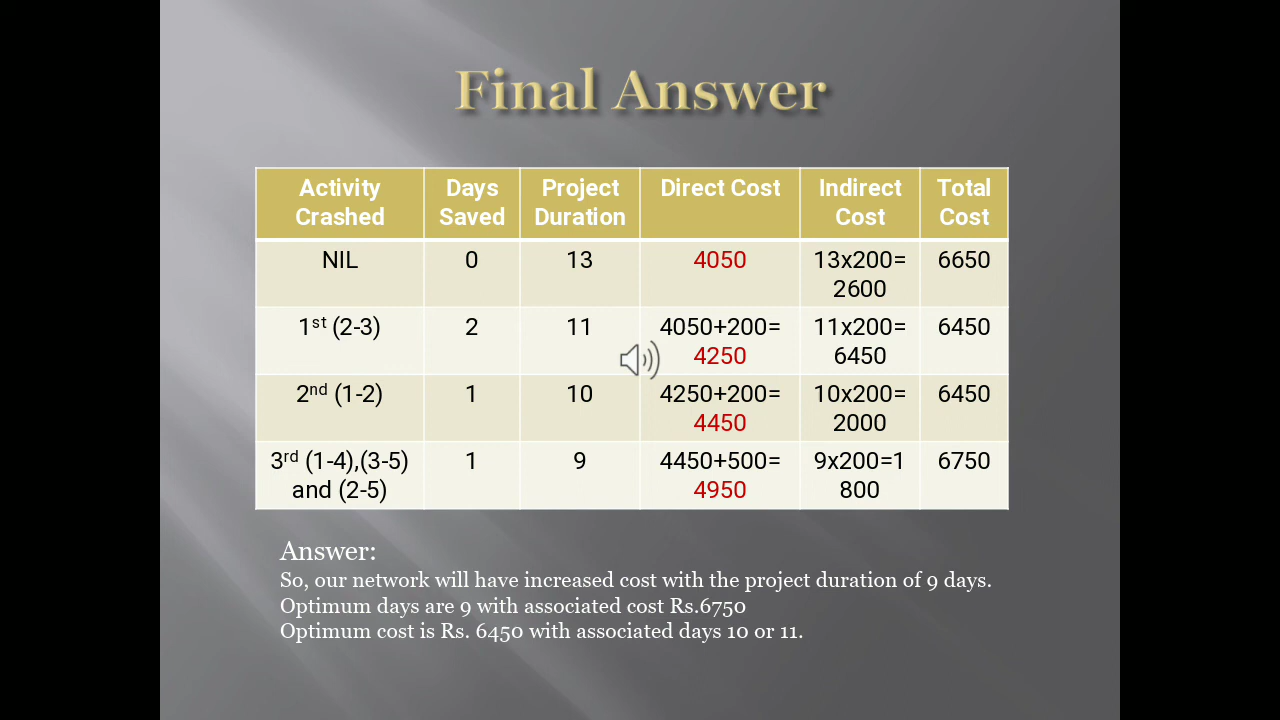 Final Answer
Activity Crashed | Days Saved | Project Duration | Direct Cost | Indirect Cost | Total Cost
NIL | 0 | 13 | 4050 | 13x200= 2600 | 6650
1st (2-3) | 2 | 11 | 4050+200= 4250 | 11x200= 6450 | 6450
2nd (1-2) | 1 | 10 | 4250+200= 4450 | 10x200= 2000 | 6450
3rd (1-4),(3-5) and (2-5) | 1 | 9 | 4450+500= 4950 | 9x200=1 800 | 6750
Answer:
So, our network will have increased cost with the project duration of 9 days.
Optimum days are 9 with associated cost Rs.6750
Optimum cost is Rs. 6450 with associated days 10 or 11.